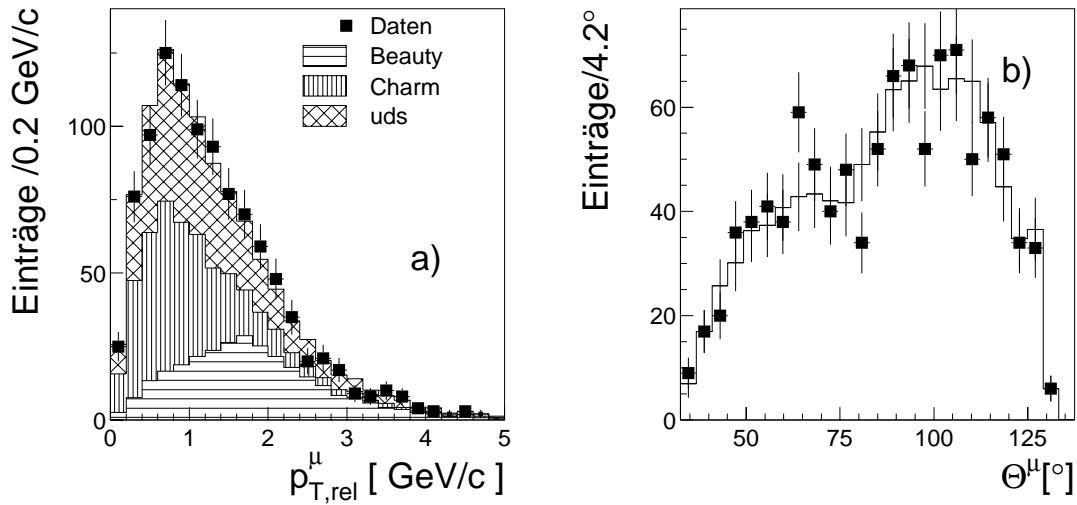 Einträge /0.2 GeV/c
100
50
0
Daten
Beauty
Charm
uds
a)
0 1 2 3 4 5
p^μ_T,rel [ GeV/c ]
Einträge/4.2°
60
40
20
0
b)
50 75 100 125
Θ^μ[°]